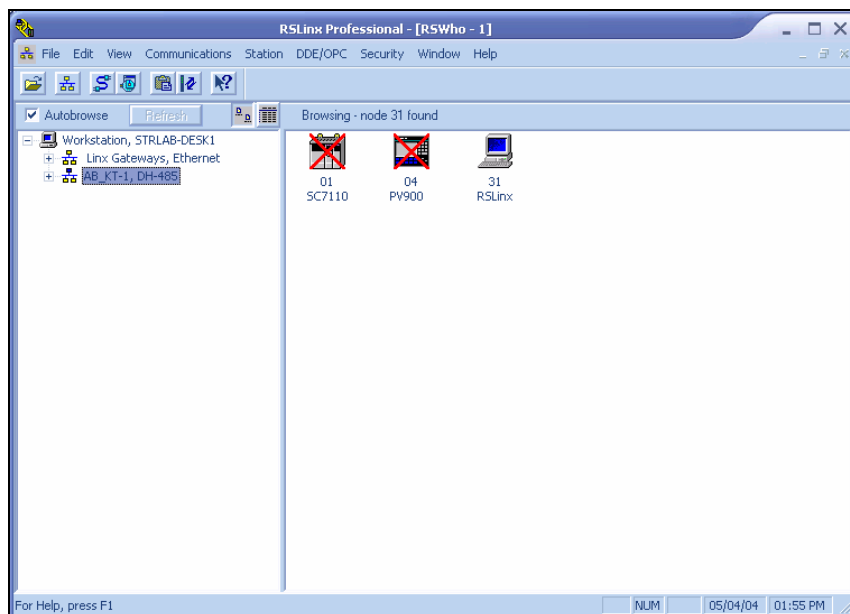 RSLinx Professional - [RSWho - 1]
File Edit View Communications Station DDE/OPC Security Window Help
Autobrowse Refresh Browsing - node 31 found
Workstation, STRLAB-DESK1
Linx Gateways, Ethernet
AB_KT-1, DH-485
01 04 31
SC7110 PV900 RSLinx
For Help, press F1 NUM 05/04/04 01:55 PM